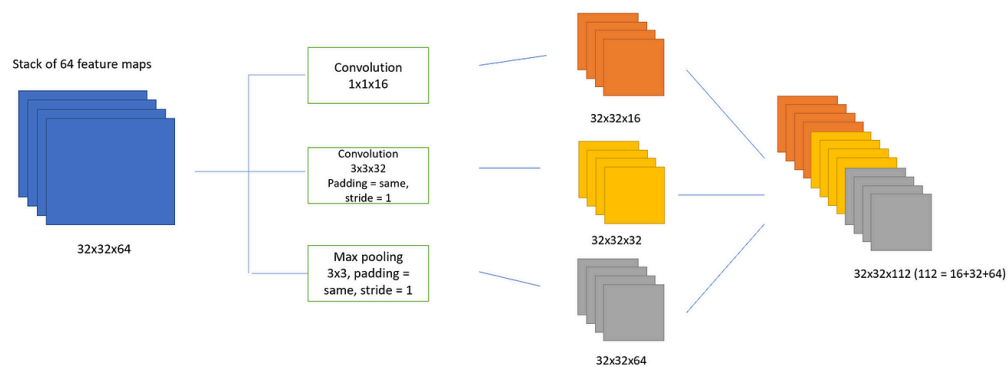 Stack of 64 feature maps
32x32x64
Convolution
1x1x16
Convolution
3x3x32
Padding = same,
stride = 1
Max pooling
3x3, padding =
same, stride = 1
32x32x16
32x32x32
32x32x64
32x32x112 (112 = 16+32+64)